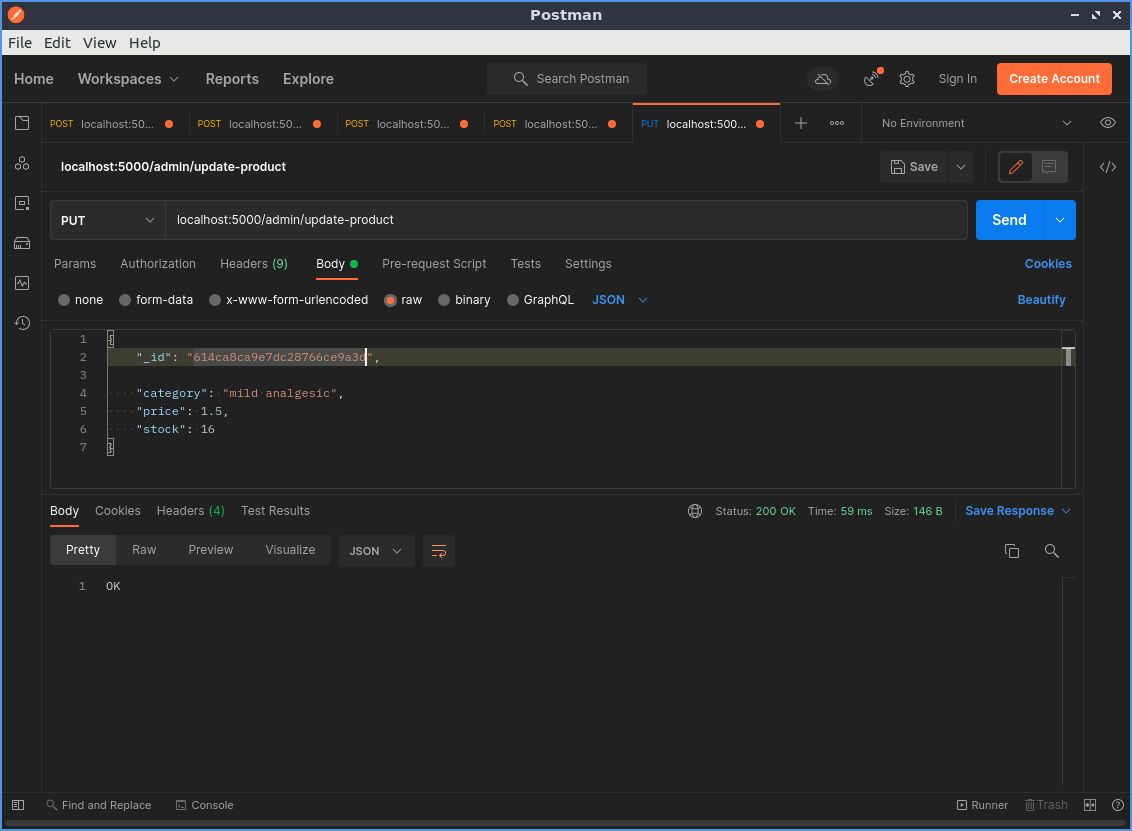 Postman
File Edit View Help
Home Workspaces Reports Explore Search Postman Sign In Create Account
POST localhost:50... POST localhost:50... POST localhost:50... POST localhost:50... PUT localhost:500... No Environment
localhost:5000/admin/update-product Save
PUT localhost:5000/admin/update-product Send
Params Authorization Headers (9) Body Pre-request Script Tests Settings Cookies
none form-data x-www-form-urlencoded raw binary GraphQL JSON Beautify
1 {
2 "_id": "614ca8ca9e7dc28766ce9a3d",
3
4 "category": "mild analgesic",
5 "price": 1.5,
6 "stock": 16
7 }
Body Cookies Headers (4) Test Results Status: 200 OK Time: 59 ms Size: 146 B Save Response
Pretty Raw Preview Visualize JSON
1 OK
Find and Replace Console Runner Trash